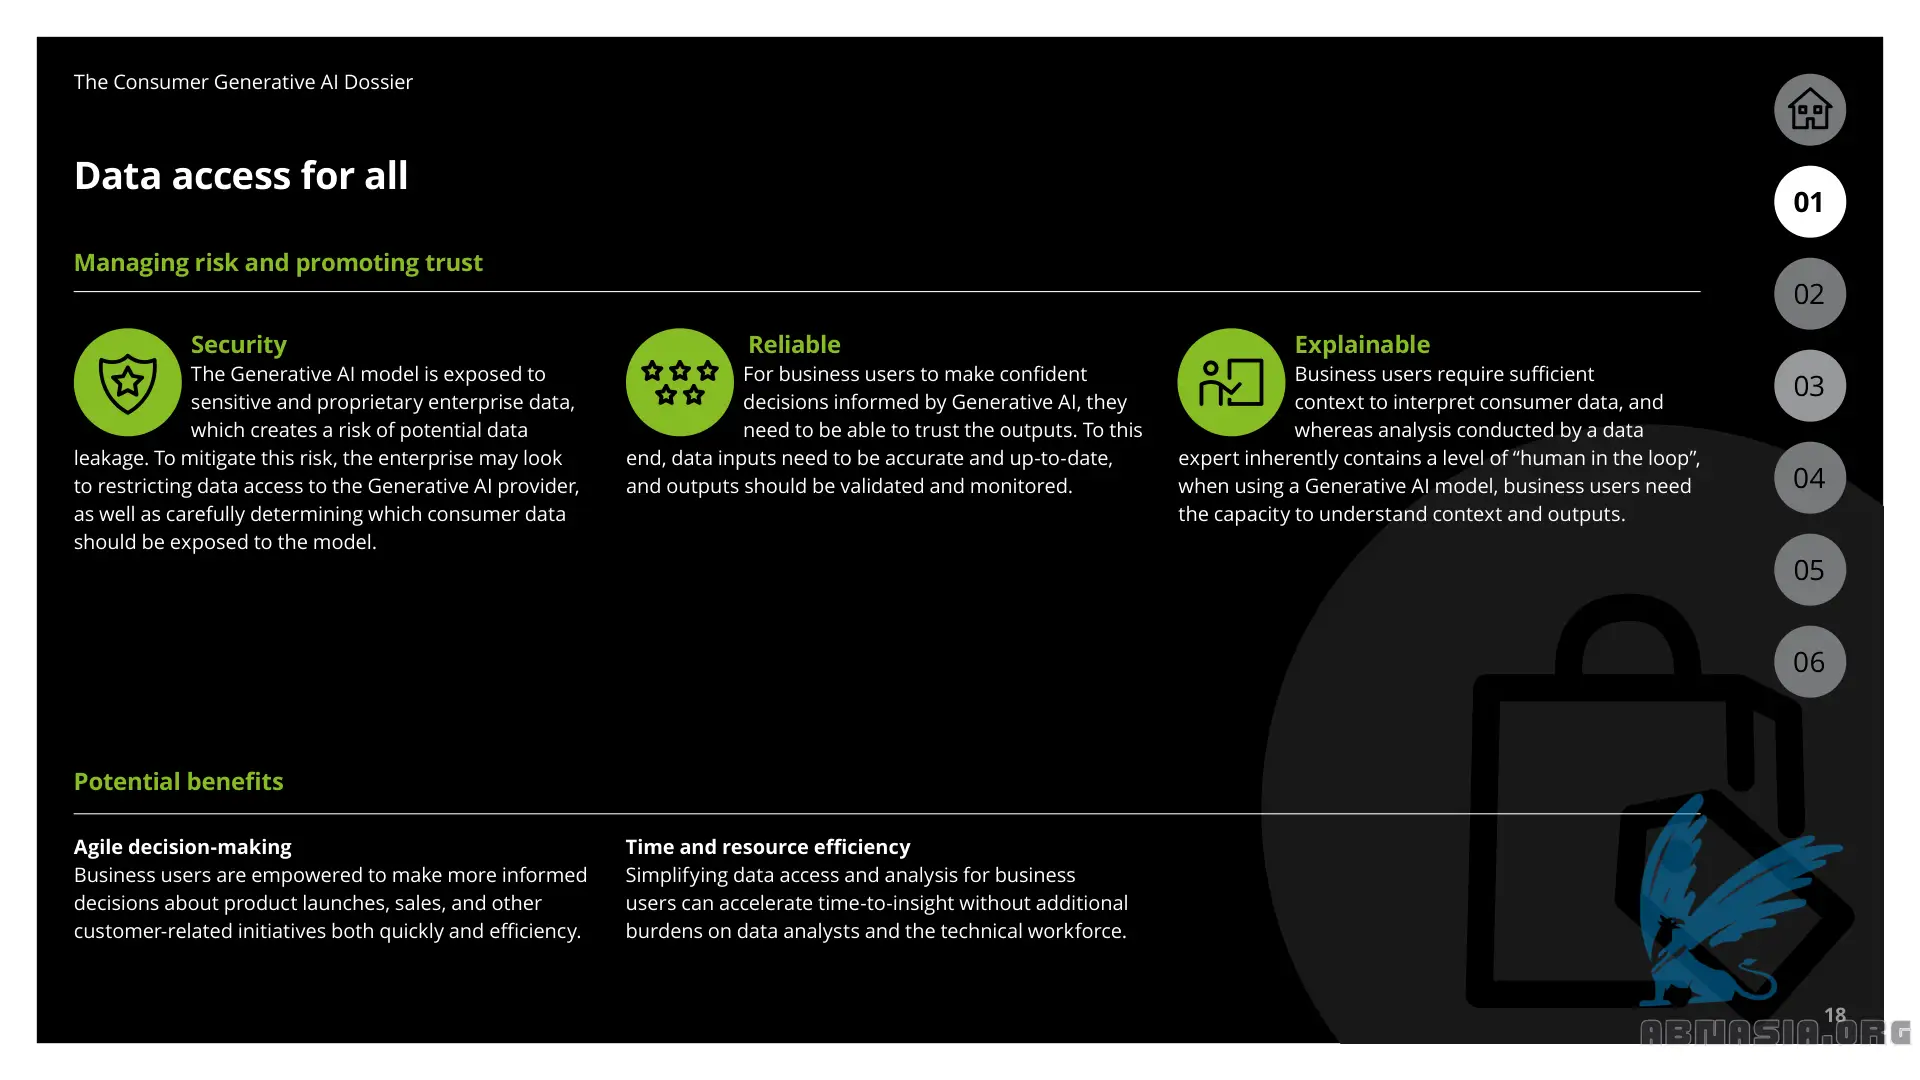 The Consumer Generative AI Dossier
Data access for all
Managing risk and promoting trust
Security
The Generative AI model is exposed to
sensitive and proprietary enterprise data,
which creates a risk of potential data
leakage. To mitigate this risk, the enterprise may look
to restricting data access to the Generative AI provider,
as well as carefully determining which consumer data
should be exposed to the model.
Reliable
For business users to make confident
decisions informed by Generative AI, they
need to be able to trust the outputs. To this
end, data inputs need to be accurate and up-to-date,
and outputs should be validated and monitored.
Explainable
Business users require sufficient
context to interpret consumer data, and
whereas analysis conducted by a data
expert inherently contains a level of “human in the loop”,
when using a Generative AI model, business users need
the capacity to understand context and outputs.
Potential benefits
Agile decision-making
Business users are empowered to make more informed
decisions about product launches, sales, and other
customer-related initiatives both quickly and efficiency.
Time and resource efficiency
Simplifying data access and analysis for business
users can accelerate time-to-insight without additional
burdens on data analysts and the technical workforce.
01
02
03
04
05
06
18
ABMASIA.ORG